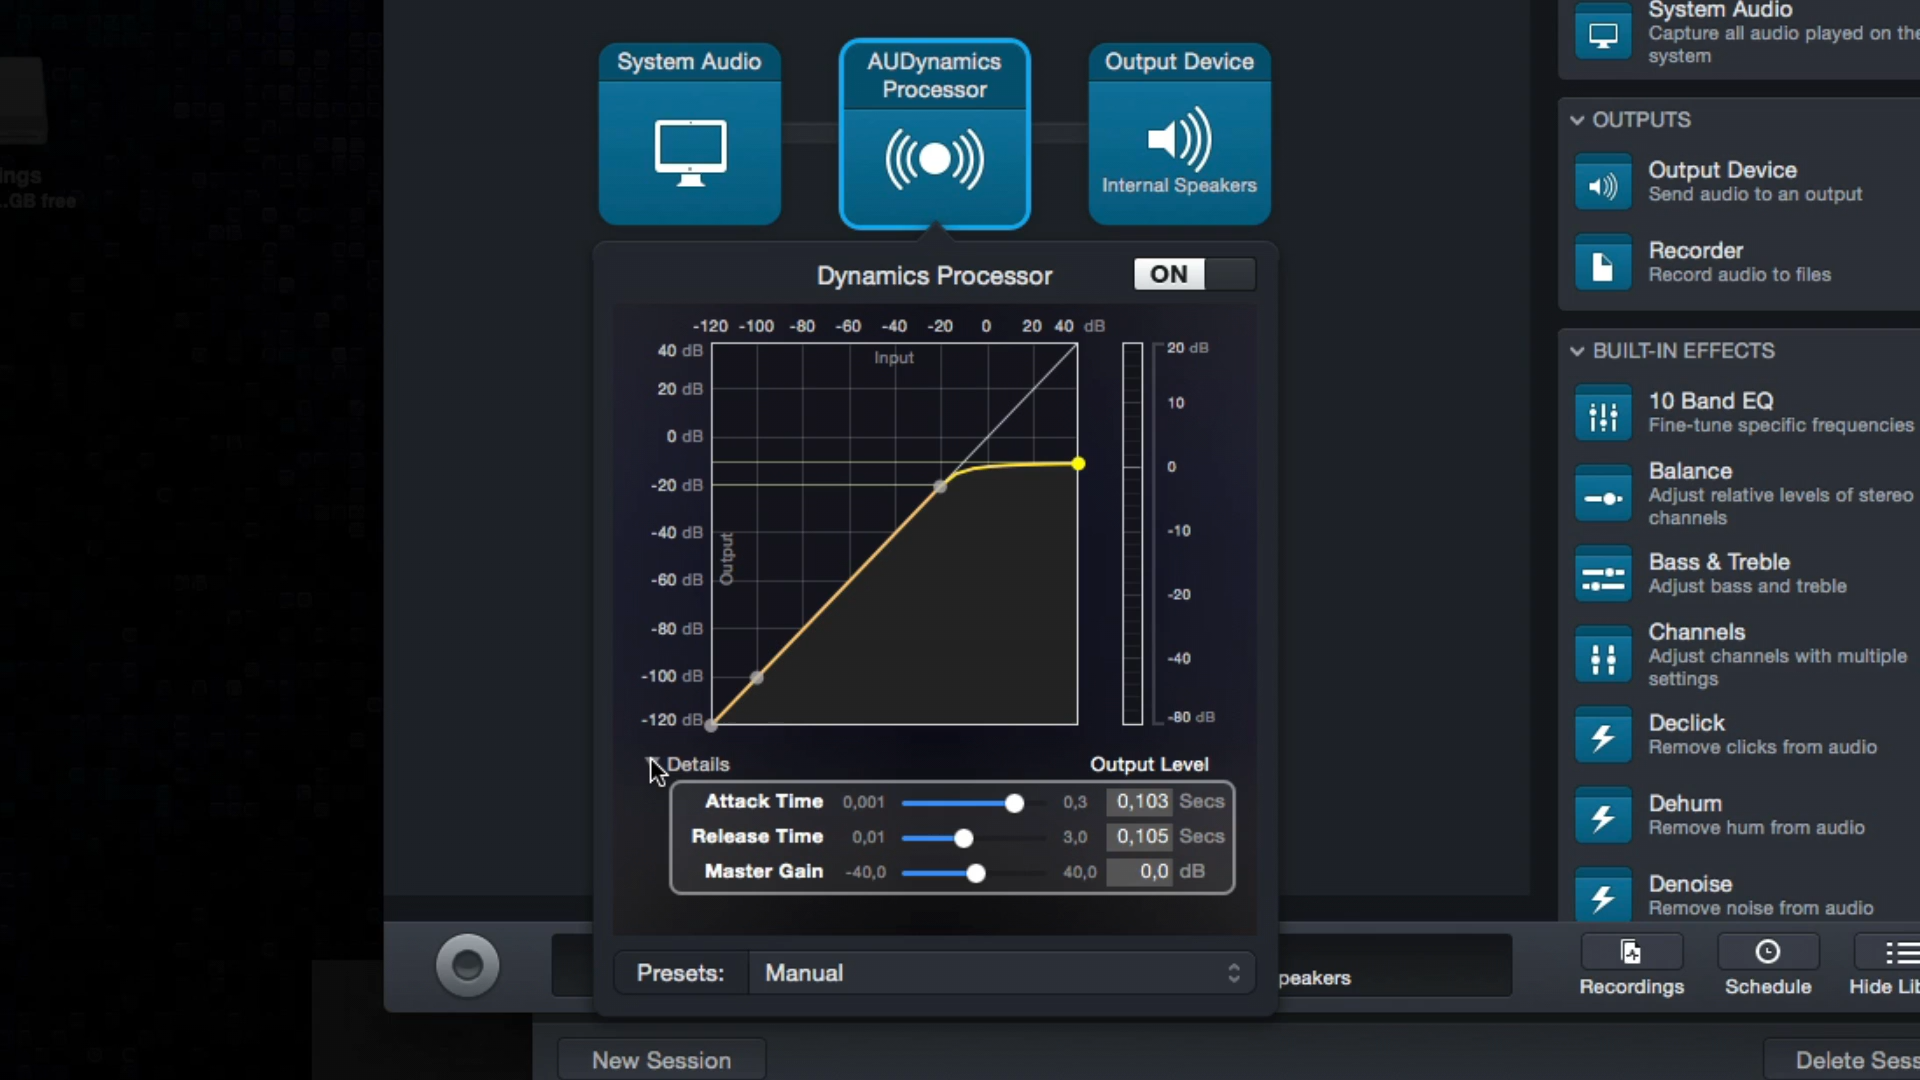 ings
..GB free
System Audio
AUDynamics
Processor
Output Device
Internal Speakers
Dynamics Processor
ON
-120 -100 -80 -60 -40 -20 0 20 40 dB
Input
40 dB
20 dB
0 dB
-20 dB
-40 dB
-60 dB
-80 dB
-100 dB
-120 dB
Output
20 dB
10
0
-10
-20
-40
-80 dB
Details
Output Level
Attack Time 0,001 0,3 0,103 Secs
Release Time 0,01 3,0 0,105 Secs
Master Gain -40,0 40,0 0,0 dB
Presets: Manual
peakers
New Session
System Audio
Capture all audio played on the
system
OUTPUTS
Output Device
Send audio to an output
Recorder
Record audio to files
BUILT-IN EFFECTS
10 Band EQ
Fine-tune specific frequencies
Balance
Adjust relative levels of stereo
channels
Bass & Treble
Adjust bass and treble
Channels
Adjust channels with multiple
settings
Declick
Remove clicks from audio
Dehum
Remove hum from audio
Denoise
Remove noise from audio
Recordings
Schedule
Hide Lib
Delete Sess